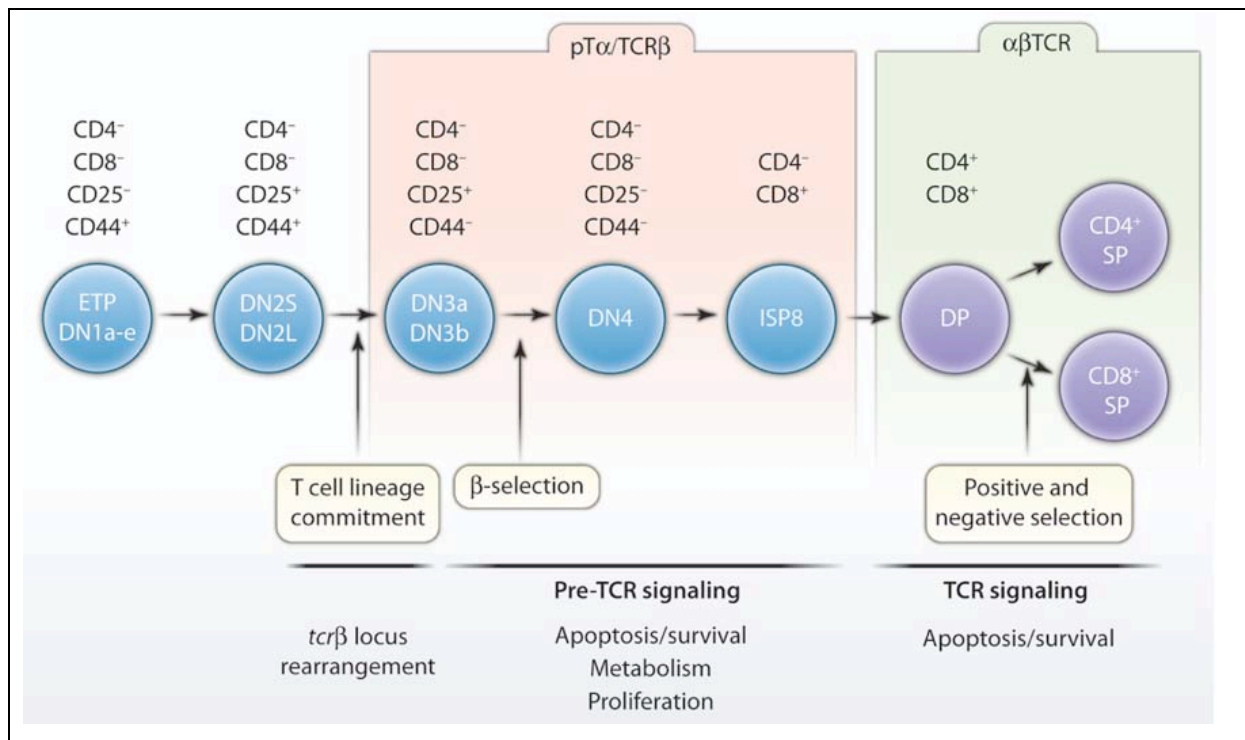 pTα/TCRβ
αβTCR
CD4⁻
CD8⁻
CD25⁻
CD44⁺
CD4⁻
CD8⁻
CD25⁺
CD44⁺
CD4⁻
CD8⁻
CD25⁺
CD44⁻
CD4⁻
CD8⁻
CD25⁻
CD44⁻
CD4⁻
CD8⁺
CD4⁺
CD8⁺
ETP
DN1a-e
DN2S
DN2L
DN3a
DN3b
DN4
ISP8
DP
CD4⁺
SP
CD8⁺
SP
T cell lineage
commitment
β-selection
Positive and
negative selection
Pre-TCR signaling
TCR signaling
tcrβ locus
rearrangement
Apoptosis/survival
Metabolism
Proliferation
Apoptosis/survival